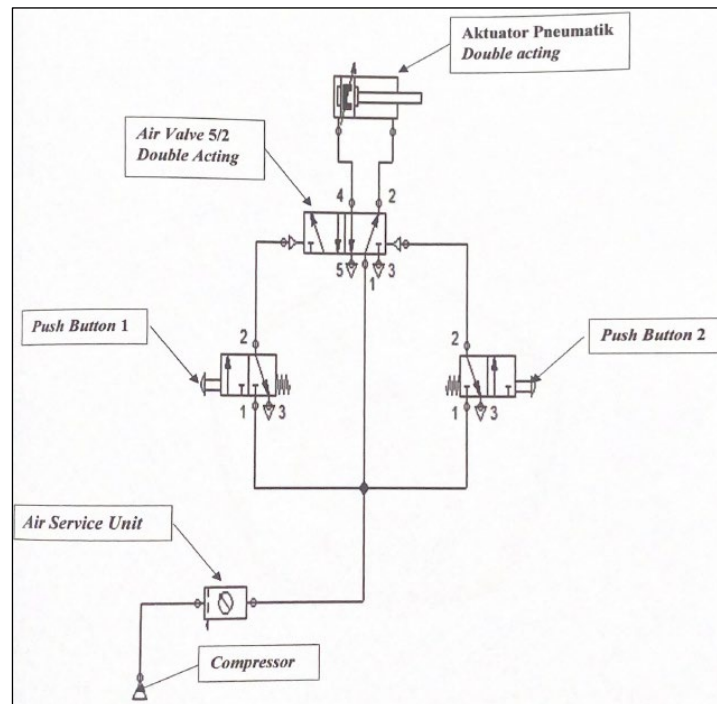 Aktuator Pneumatik
Double acting
Air Valve 5/2
Double Acting
4
2
5
1
3
Push Button 1
2
1
3
2
1
3
Push Button 2
Air Service Unit
Compressor